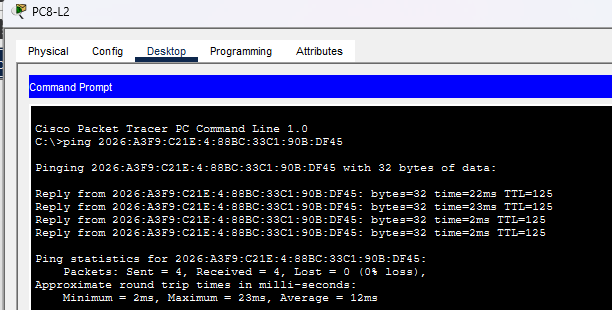 PC8-L2
Physical Config Desktop Programming Attributes
Command Prompt
Cisco Packet Tracer PC Command Line 1.0
C:\>ping 2026:A3F9:C21E:4:88BC:33C1:90B:DF45
Pinging 2026:A3F9:C21E:4:88BC:33C1:90B:DF45 with 32 bytes of data:
Reply from 2026:A3F9:C21E:4:88BC:33C1:90B:DF45: bytes=32 time=22ms TTL=125
Reply from 2026:A3F9:C21E:4:88BC:33C1:90B:DF45: bytes=32 time=23ms TTL=125
Reply from 2026:A3F9:C21E:4:88BC:33C1:90B:DF45: bytes=32 time=2ms TTL=125
Reply from 2026:A3F9:C21E:4:88BC:33C1:90B:DF45: bytes=32 time=2ms TTL=125
Ping statistics for 2026:A3F9:C21E:4:88BC:33C1:90B:DF45:
Packets: Sent = 4, Received = 4, Lost = 0 (0% loss),
Approximate round trip times in milli-seconds:
Minimum = 2ms, Maximum = 23ms, Average = 12ms